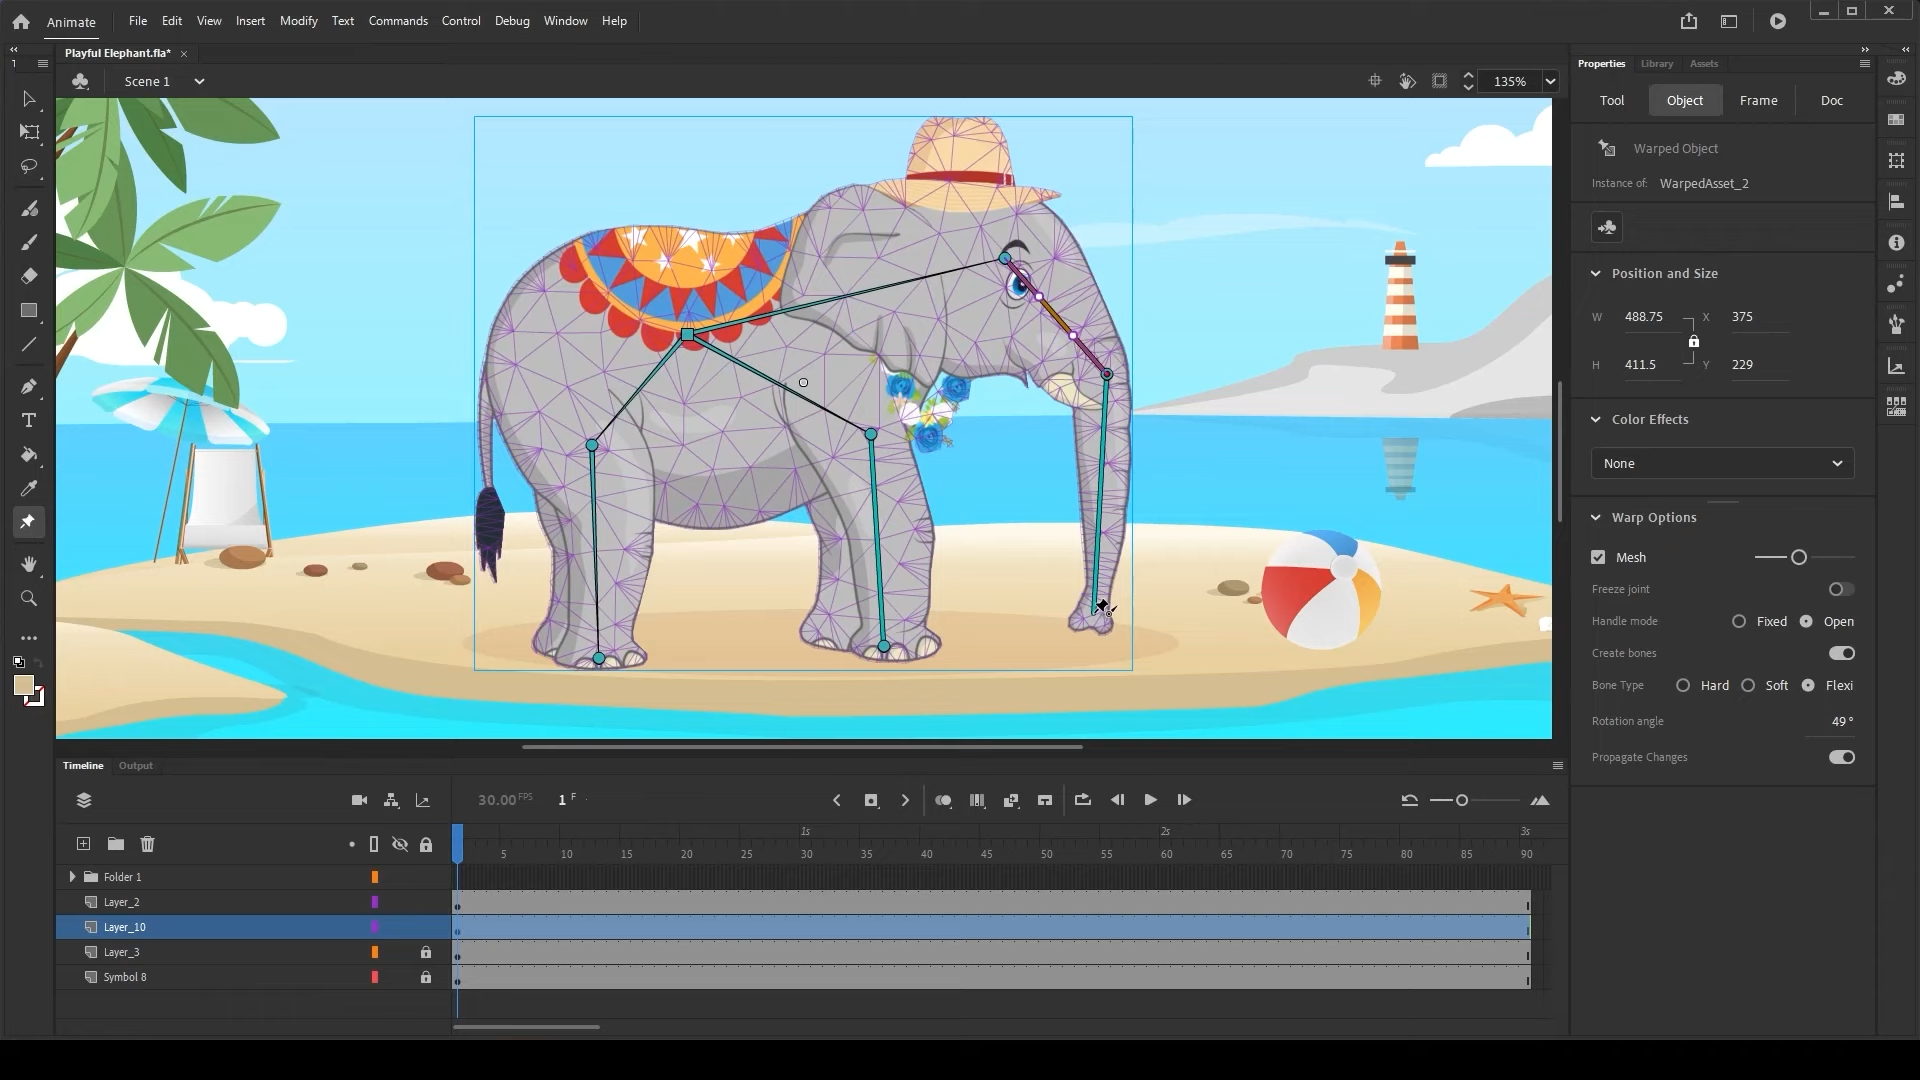 Animate File Edit View Insert Modify Text Commands Control Debug Window Help
Playful Elephant.fla*
Scene 1
135%
Properties Library Assets
Tool Object Frame Doc
Warped Object
Instance of: WarpedAsset_2
Position and Size
W 488.75 X 375
H 411.5 Y 229
Color Effects
None
Warp Options
Mesh
Freeze joint
Handle mode Fixed Open
Create bones
Bone Type Hard Soft Flexi
Rotation angle 49°
Propagate Changes
Timeline Output
30.00 FPS 1 F
1s 2s 3s
5 10 15 20 25 30 35 40 45 50 55 60 65 70 75 80 85 90
Folder 1
Layer_2
Layer_10
Layer_3
Symbol 8